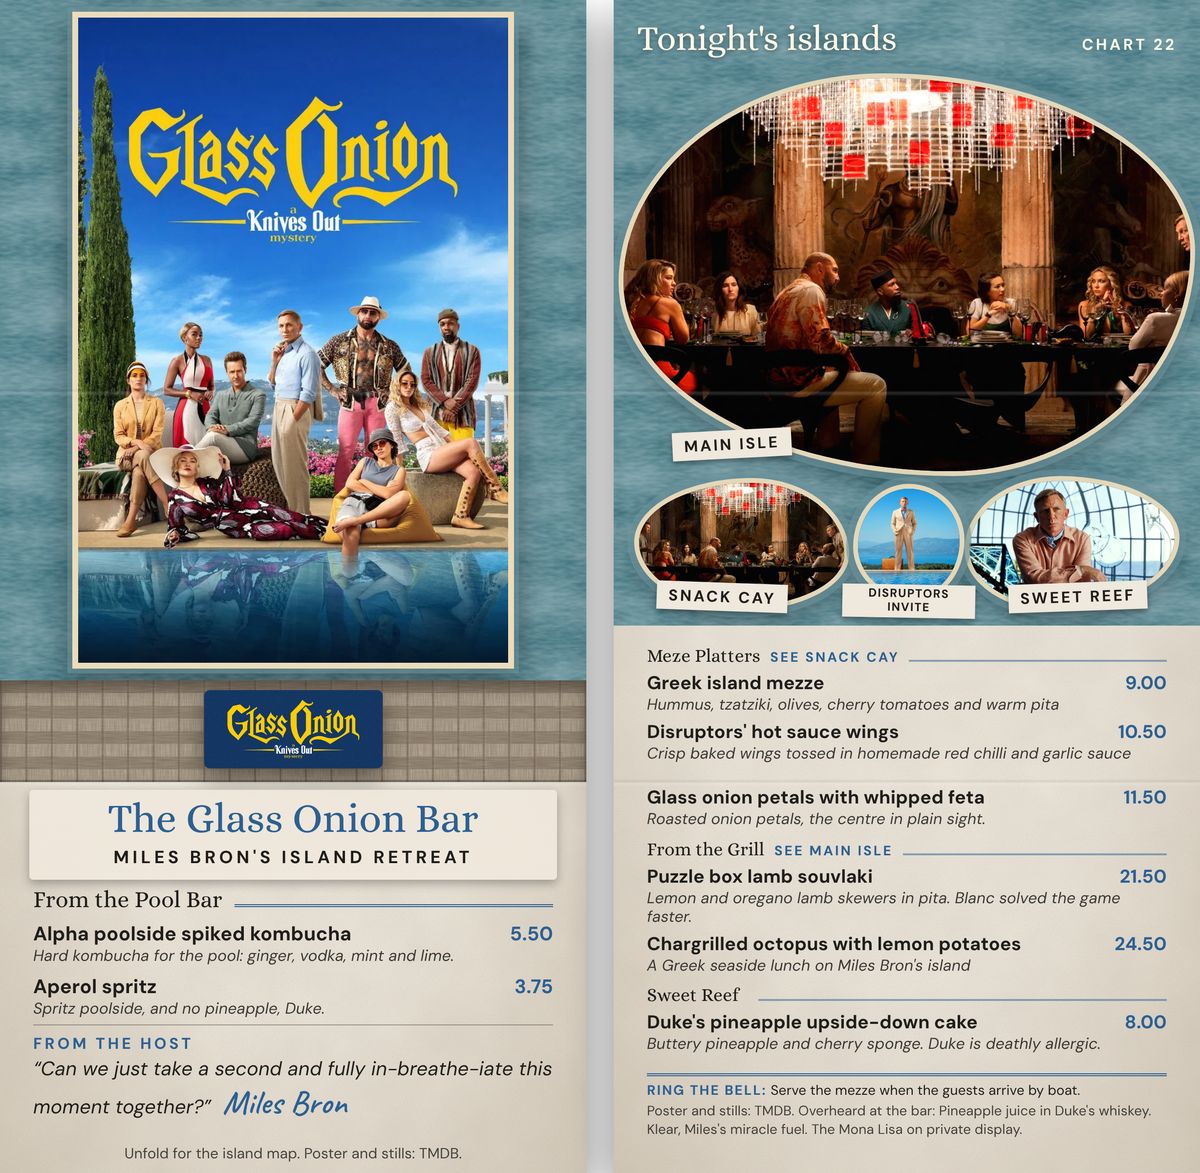 Glass Onion
a
Knives Out
mystery
Glass Onion
a
Knives Out
mystery
The Glass Onion Bar
MILES BRON'S ISLAND RETREAT
From the Pool Bar
Alpha poolside spiked kombucha 5.50
Hard kombucha for the pool: ginger, vodka, mint and lime.
Aperol spritz 3.75
Spritz poolside, and no pineapple, Duke.
FROM THE HOST
“Can we just take a second and fully in-breathe-iate this
moment together?” Miles Bron
Unfold for the island map. Poster and stills: TMDB.
Tonight's islands
CHART 22
MAIN ISLE
SNACK CAY
DISRUPTORS
INVITE
SWEET REEF
Meze Platters SEE SNACK CAY
Greek island mezze 9.00
Hummus, tzatziki, olives, cherry tomatoes and warm pita
Disruptors' hot sauce wings 10.50
Crisp baked wings tossed in homemade red chilli and garlic sauce
Glass onion petals with whipped feta 11.50
Roasted onion petals, the centre in plain sight.
From the Grill SEE MAIN ISLE
Puzzle box lamb souvlaki 21.50
Lemon and oregano lamb skewers in pita. Blanc solved the game
faster.
Chargrilled octopus with lemon potatoes 24.50
A Greek seaside lunch on Miles Bron's island
Sweet Reef
Duke's pineapple upside-down cake 8.00
Buttery pineapple and cherry sponge. Duke is deathly allergic.
RING THE BELL: Serve the mezze when the guests arrive by boat.
Poster and stills: TMDB. Overheard at the bar: Pineapple juice in Duke's whiskey.
Klear, Miles's miracle fuel. The Mona Lisa on private display.